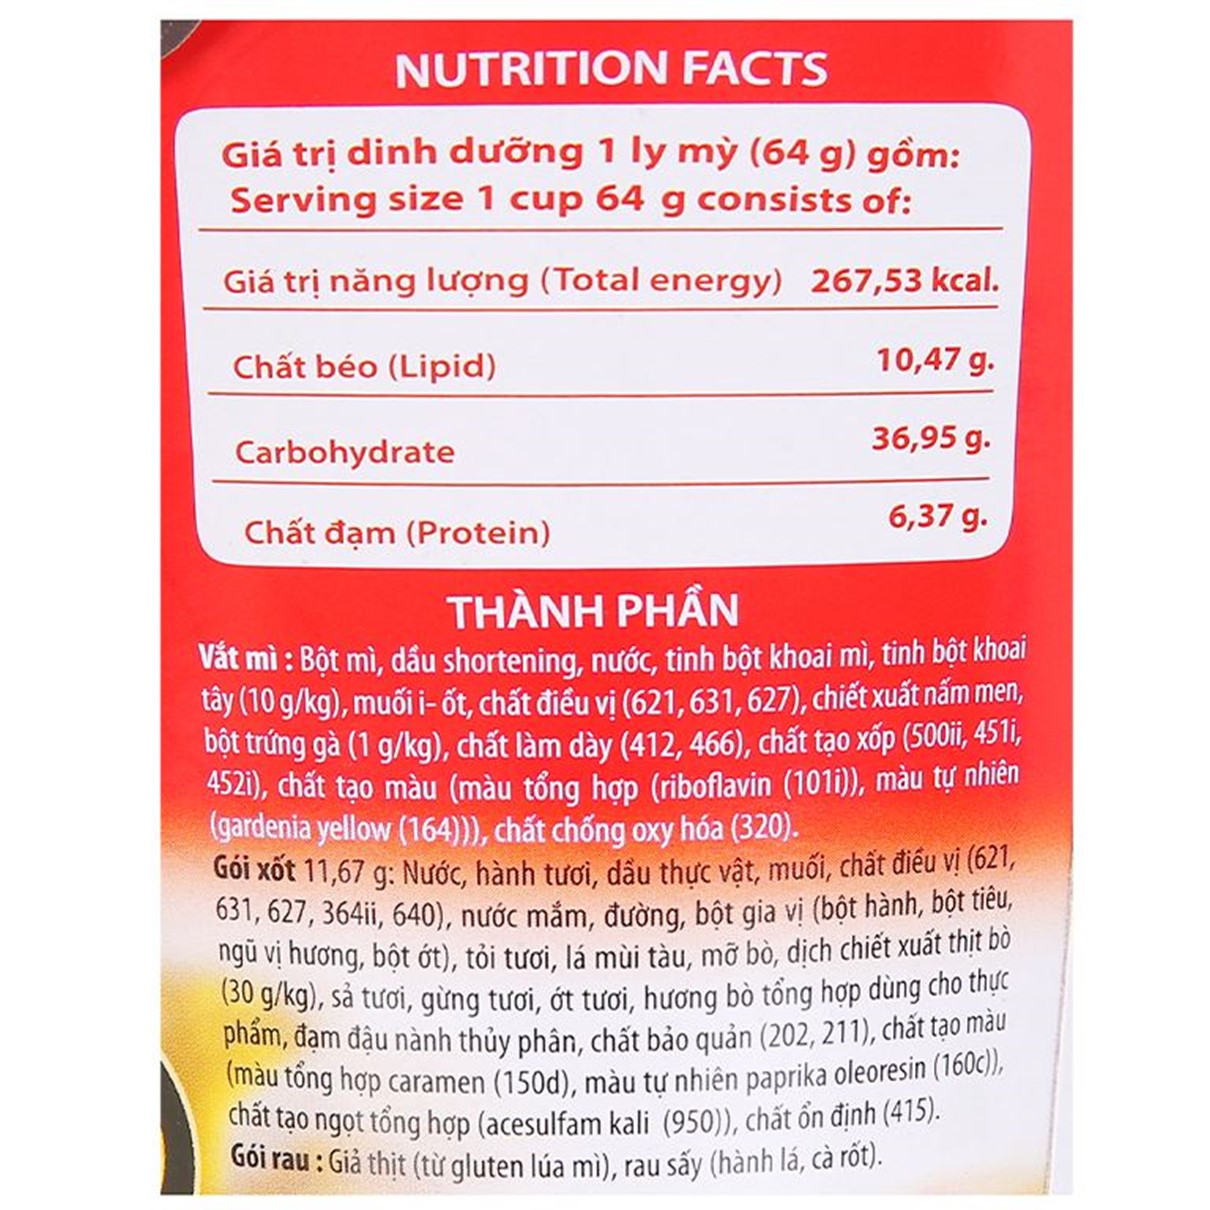 NUTRITION FACTS
Giá trị dinh dưỡng 1 ly mỳ (64 g) gồm:
Serving size 1 cup 64 g consists of:
Giá trị năng lượng (Total energy) 267,53 kcal.
Chất béo (Lipid) 10,47 g.
Carbohydrate 36,95 g.
Chất đạm (Protein) 6,37 g.
THÀNH PHẦN
Vắt mì : Bột mì, dầu shortening, nước, tinh bột khoai mì, tinh bột khoai
tây (10 g/kg), muối i- ốt, chất điều vị (621, 631, 627), chiết xuất nấm men,
bột trứng gà (1 g/kg), chất làm dày (412, 466), chất tạo xốp (500ii, 451i,
452i), chất tạo màu (màu tổng hợp (riboflavin (101i)), màu tự nhiên
(gardenia yellow (164))), chất chống oxy hóa (320).
Gói xốt 11,67 g: Nước, hành tươi, dầu thực vật, muối, chất điều vị (621,
631, 627, 364ii, 640), nước mắm, đường, bột gia vị (bột hành, bột tiêu,
ngũ vị hương, bột ớt), tỏi tươi, lá mùi tàu, mỡ bò, dịch chiết xuất thịt bò
(30 g/kg), sả tươi, gừng tươi, ớt tươi, hương bò tổng hợp dùng cho thực
phẩm, đạm đậu nành thủy phân, chất bảo quản (202, 211), chất tạo màu
(màu tổng hợp caramen (150d), màu tự nhiên paprika oleoresin (160c)),
chất tạo ngọt tổng hợp (acesulfam kali (950)), chất ổn định (415).
Gói rau : Giả thịt (từ gluten lúa mì), rau sấy (hành lá, cà rốt).